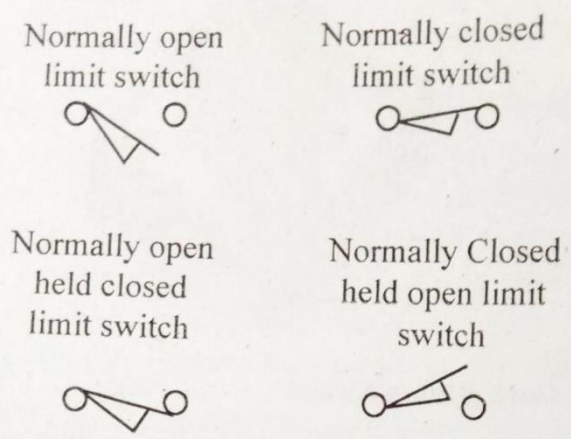 Normally open
limit switch
Normally closed
limit switch
Normally open
held closed
limit switch
Normally Closed
held open limit
switch